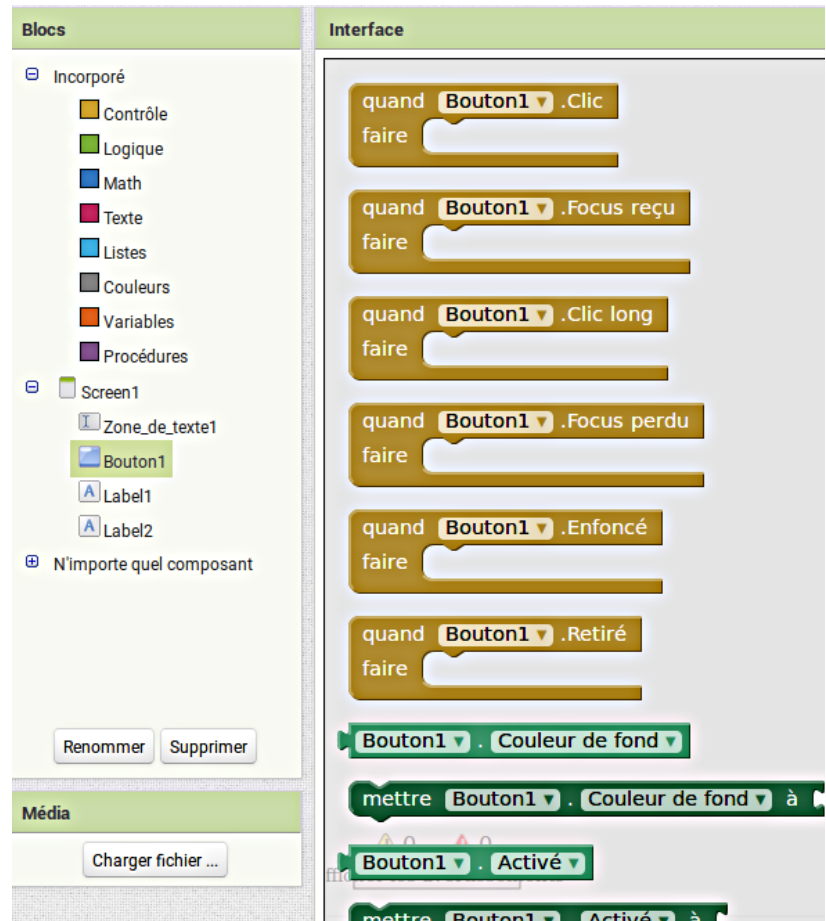 Blocs
Incorporé
Contrôle
Logique
Math
Texte
Listes
Couleurs
Variables
Procédures
Screen1
Zone_de_texte1
Bouton1
Label1
Label2
N'importe quel composant
Renommer Supprimer
Média
Charger fichier ...
Interface
quand Bouton1 .Clic
faire
quand Bouton1 .Focus reçu
faire
quand Bouton1 .Clic long
faire
quand Bouton1 .Focus perdu
faire
quand Bouton1 .Enfoncé
faire
quand Bouton1 .Retiré
faire
Bouton1 . Couleur de fond
mettre Bouton1 . Couleur de fond à
0 0
Bouton1 . Activé
mettre Bouton1 . Activé à